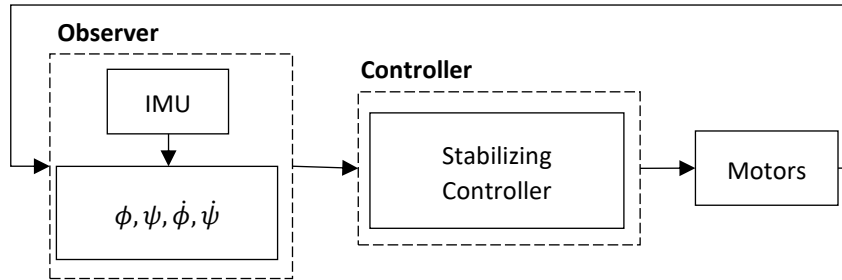 Observer
IMU
ϕ, ψ, ϕ̇, ψ̇
Controller
Stabilizing
Controller
Motors